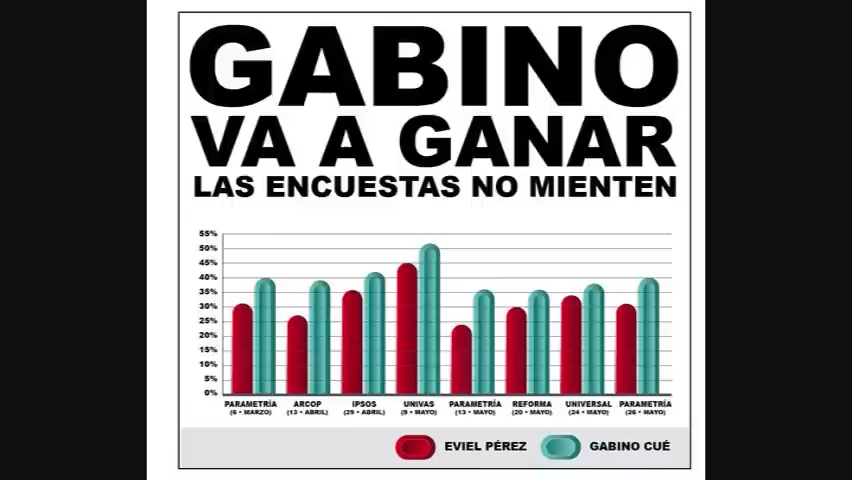 GABINO
VA A GANAR
LAS ENCUESTAS NO MIENTEN
55%
50%
45%
40%
35%
30%
25%
20%
15%
10%
5%
0%
PARAMETRÍA ARCOP IPSOS UNIVAS PARAMETRÍA REFORMA UNIVERSAL PARAMETRÍA
(6 • MARZO) (13 • ABRIL) (29 • ABRIL) (9 • MAYO) (13 • MAYO) (20 • MAYO) (24 • MAYO) (26 • MAYO)
EVIEL PÉREZ GABINO CUÉ